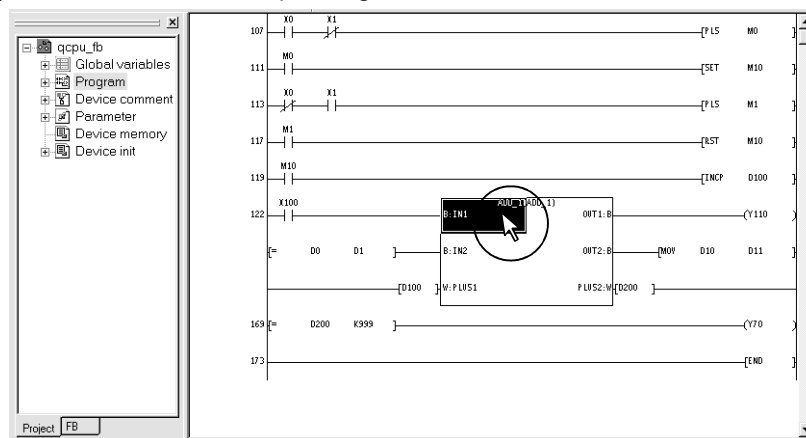 qcpu_fb
Global variables
Program
Device comment
Parameter
Device memory
Device init
Project FB
X0 X1
107 [PLS M0 ]
M0
111 [SET M10 ]
X0 X1
113 [PLS M1 ]
M1
117 [RST M10 ]
M10
119 [INCP D100 ]
X100 ADD_1(ADD_1)
122 B:IN1 OUT1:B (Y110 )
[= D0 D1 ] B:IN2 OUT2:B [MOV D10 D11 ]
[D100 ] W:PLUS1 PLUS2:W [D200 ]
169 [= D200 K999 ] (Y70 )
173 [END ]